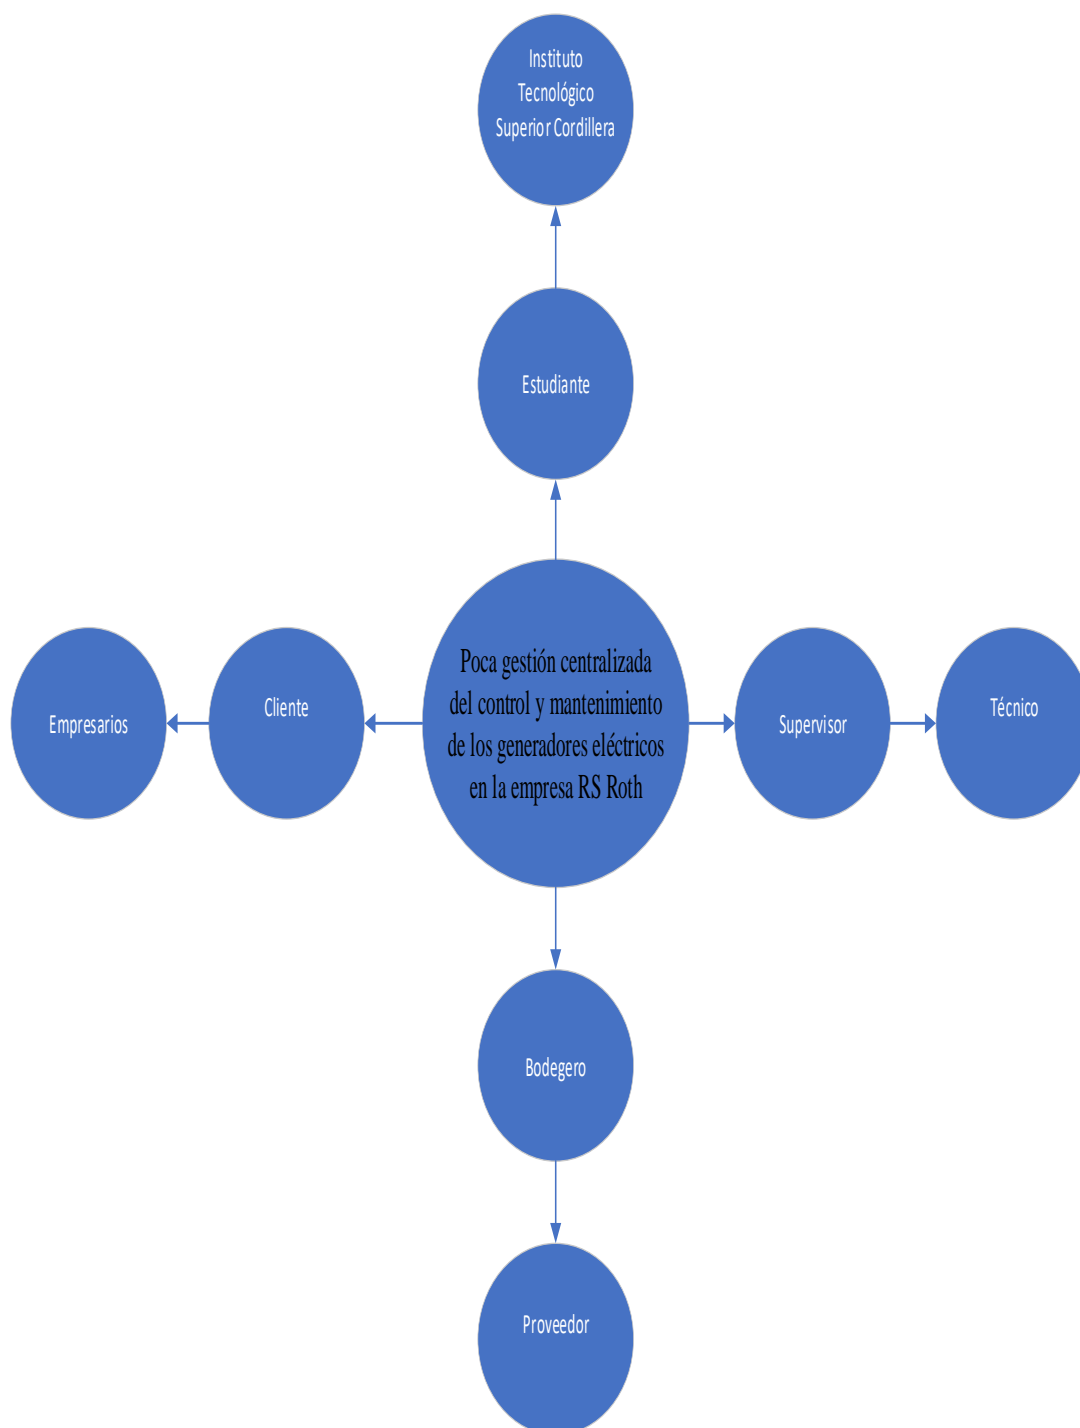 Instituto
Tecnológico
Superior Cordillera
Estudiante
Poca gestión centralizada
del control y mantenimiento
de los generadores eléctricos
en la empresa RS Roth
Empresarios
Cliente
Supervisor
Técnico
Bodegero
Proveedor